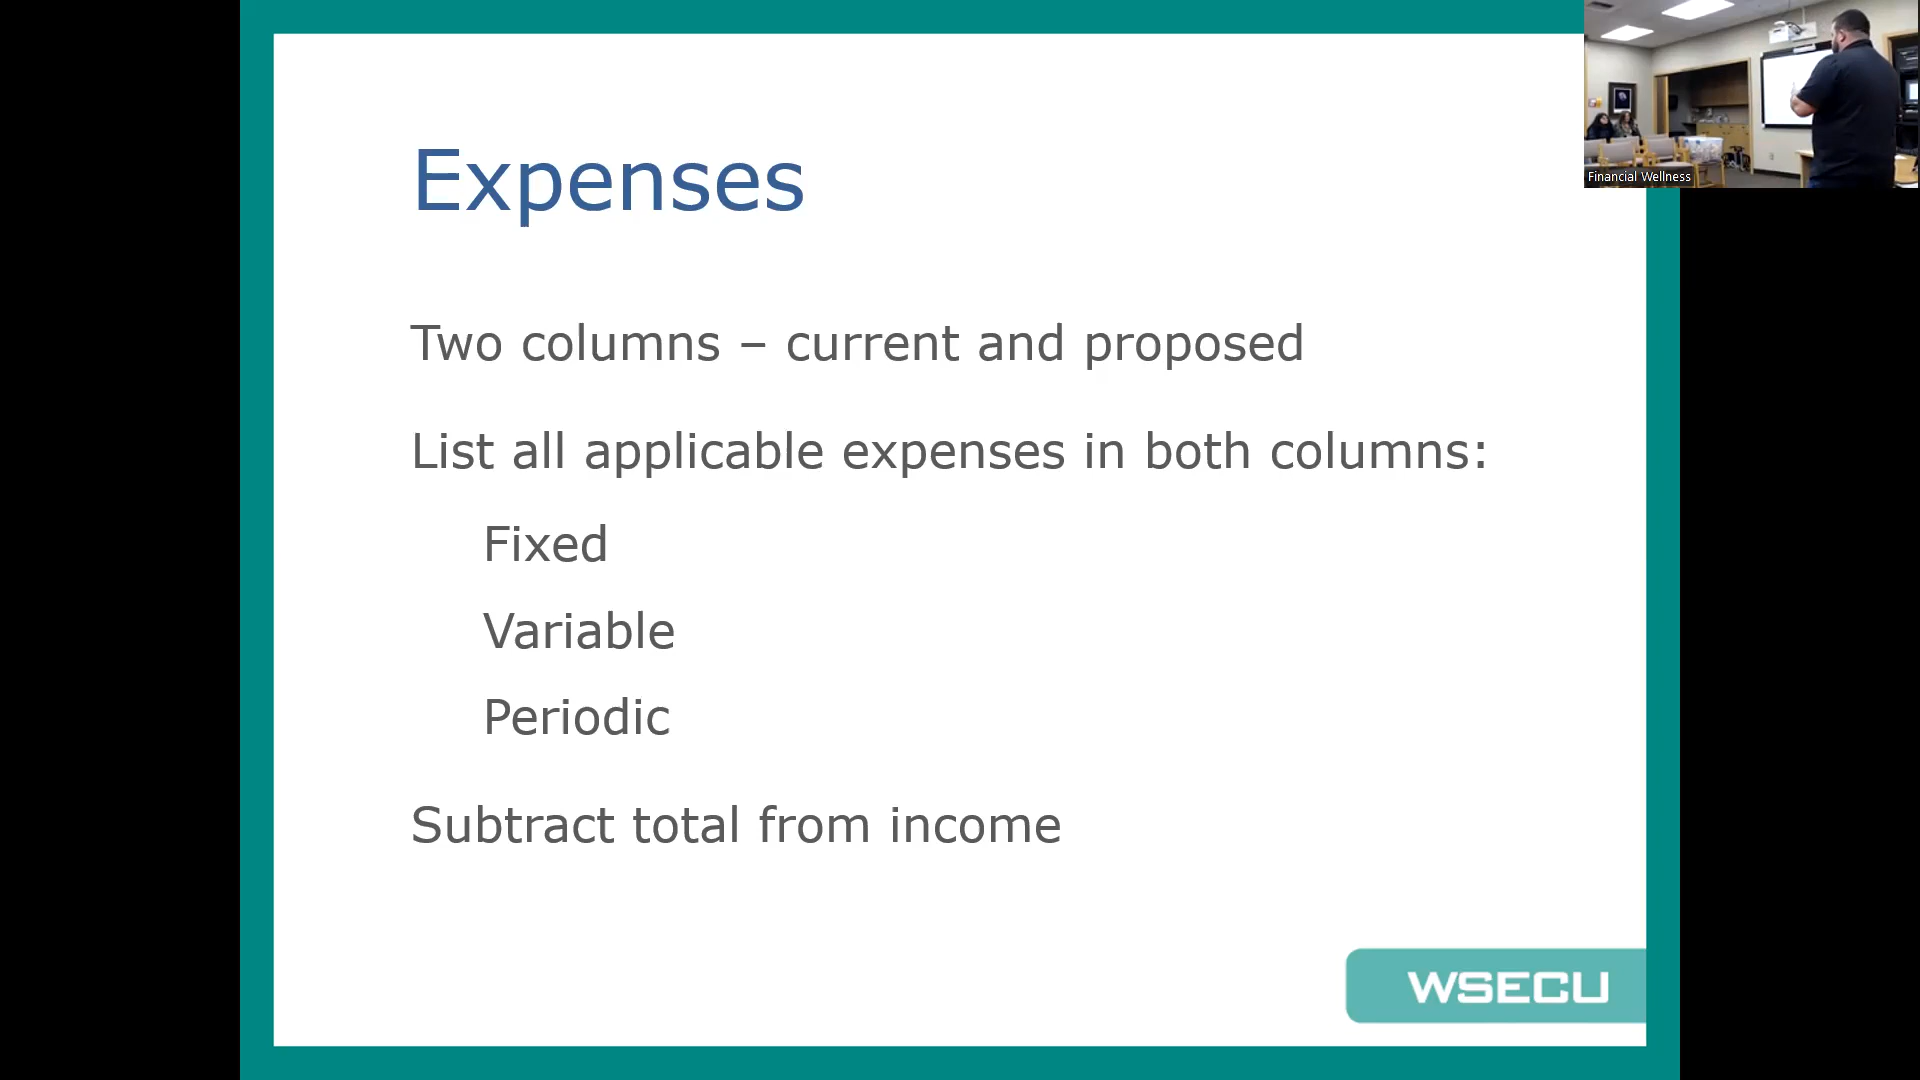 Expenses
Two columns – current and proposed
List all applicable expenses in both columns:
Fixed
Variable
Periodic
Subtract total from income
WSECU
Financial Wellness